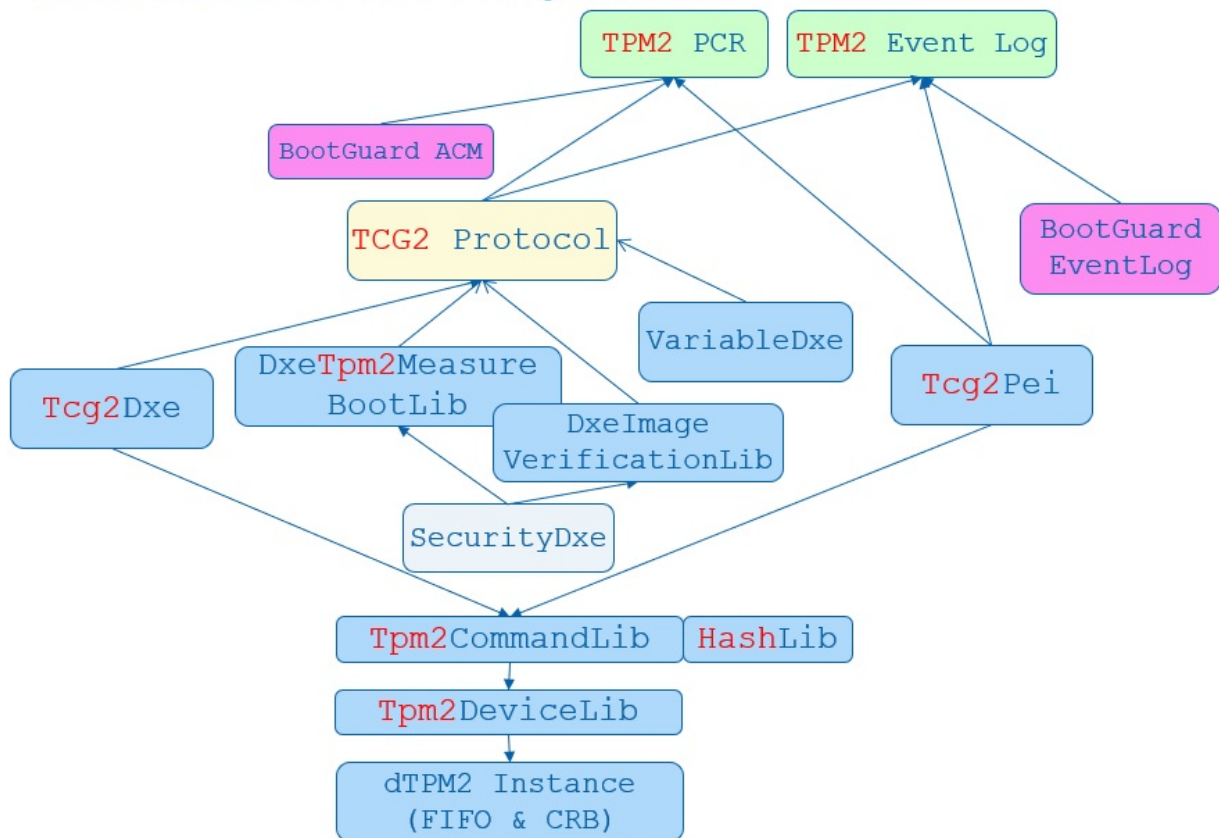 TPM2 PCR
TPM2 Event Log
BootGuard ACM
TCG2 Protocol
BootGuard
EventLog
VariableDxe
DxeTpm2Measure
BootLib
Tcg2Dxe
Tcg2Pei
DxeImage
VerificationLib
SecurityDxe
Tpm2CommandLib
HashLib
Tpm2DeviceLib
dTPM2 Instance
(FIFO & CRB)